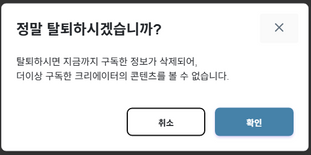 정말 탈퇴하시겠습니까?
탈퇴하시면 지금까지 구독한 정보가 삭제되어,
더이상 구독한 크리에이터의 콘텐츠를 볼 수 없습니다.
취소
확인